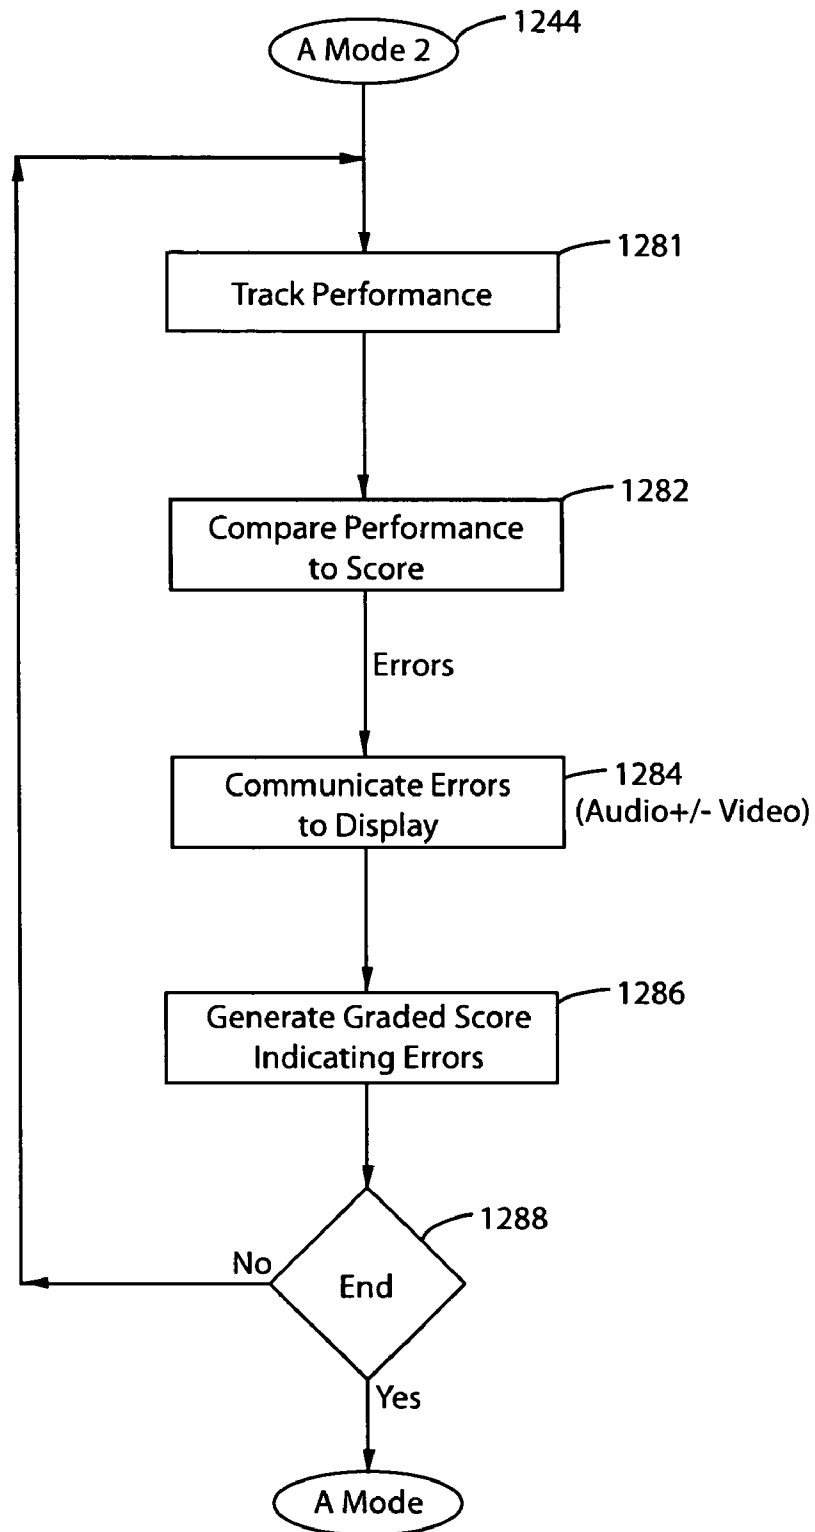 A Mode 2
1244
1281
Track Performance
1282
Compare Performance
to Score
Errors
1284
(Audio+/- Video)
Communicate Errors
to Display
1286
Generate Graded Score
Indicating Errors
1288
No
End
Yes
A Mode